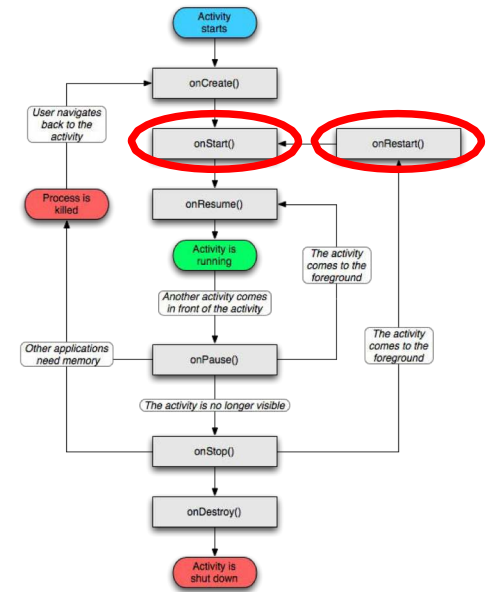 Activity
starts
onCreate()
User navigates
back to the
activity
onStart()
onRestart()
Process is
killed
onResume()
Activity is
running
The activity
comes to the
foreground
Another activity comes
in front of the activity
The activity
comes to the
foreground
Other applications
need memory
onPause()
The activity is no longer visible
onStop()
onDestroy()
Activity is
shut down